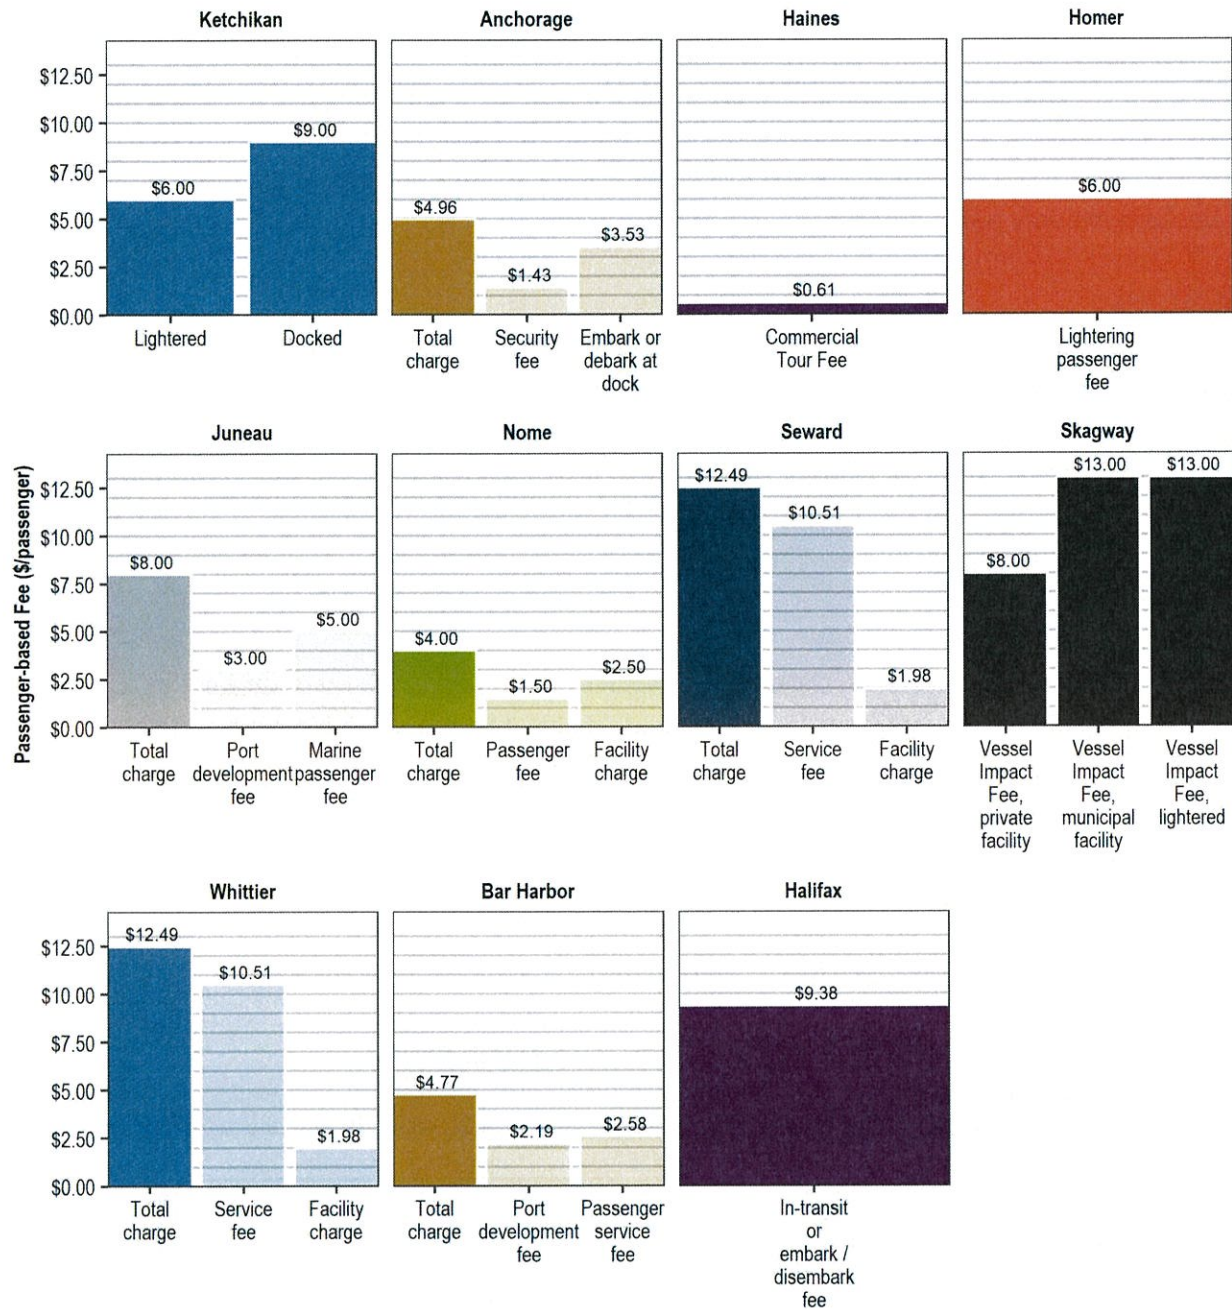 Ketchikan
Anchorage
Haines
Homer
$12.50
$10.00
$7.50
$5.00
$2.50
$0.00
$6.00
$9.00
$4.96
$1.43
$3.53
$0.61
$6.00
Lightered
Docked
Total
charge
Security
fee
Embark or
debark at
dock
Commercial
Tour Fee
Lightering
passenger
fee
Passenger-based Fee ($/passenger)
Juneau
Nome
Seward
Skagway
$12.50
$10.00
$7.50
$5.00
$2.50
$0.00
$8.00
$3.00
$5.00
$4.00
$1.50
$2.50
$12.49
$10.51
$1.98
$8.00
$13.00
$13.00
Total
charge
Port
development
fee
Marine
passenger
fee
Total
charge
Passenger
fee
Facility
charge
Total
charge
Service
fee
Facility
charge
Vessel
Impact
Fee,
private
facility
Vessel
Impact
Fee,
municipal
facility
Vessel
Impact
Fee,
lightered
Whittier
Bar Harbor
Halifax
$12.50
$10.00
$7.50
$5.00
$2.50
$0.00
$12.49
$10.51
$1.98
$4.77
$2.19
$2.58
$9.38
Total
charge
Service
fee
Facility
charge
Total
charge
Port
development
fee
Passenger
service
fee
In-transit
or
embark /
disembark
fee